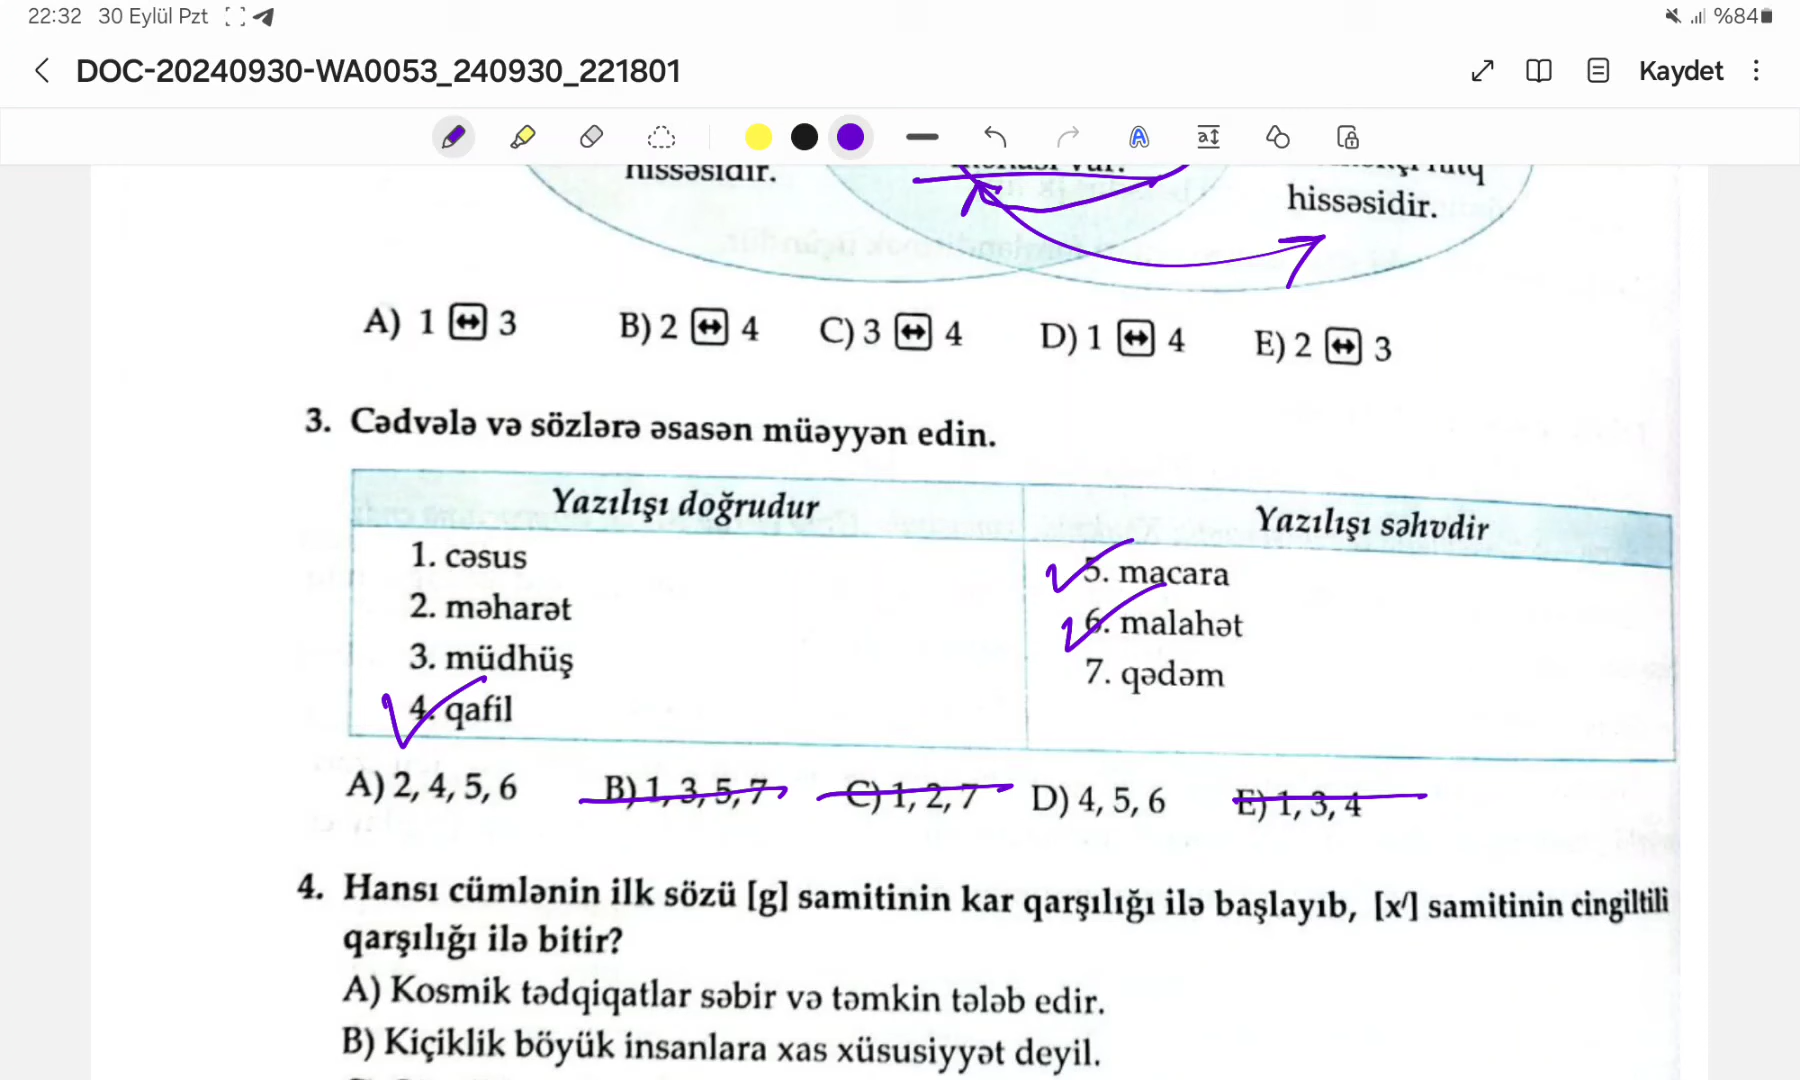 22:32 30 Eylül Pzt %84
DOC-20240930-WA0053_240930_221801 Kaydet
hissəsidir.
hissəsidir.
A) 1 ↔ 3 B) 2 ↔ 4 C) 3 ↔ 4 D) 1 ↔ 4 E) 2 ↔ 3
3. Cədvələ və sözlərə əsasən müəyyən edin.
Yazılışı doğrudur Yazılışı səhvdir
1. cəsus
2. məharət
3. müdhüş
4. qafil
5. macara
6. malahət
7. qədəm
A) 2, 4, 5, 6 B) 1, 3, 5, 7 C) 1, 2, 7 D) 4, 5, 6 E) 1, 3, 4
4. Hansı cümlənin ilk sözü [g] samitinin kar qarşılığı ilə başlayıb, [x′] samitinin cingiltili
qarşılığı ilə bitir?
A) Kosmik tədqiqatlar səbir və təmkin tələb edir.
B) Kiçiklik böyük insanlara xas xüsusiyyət deyil.